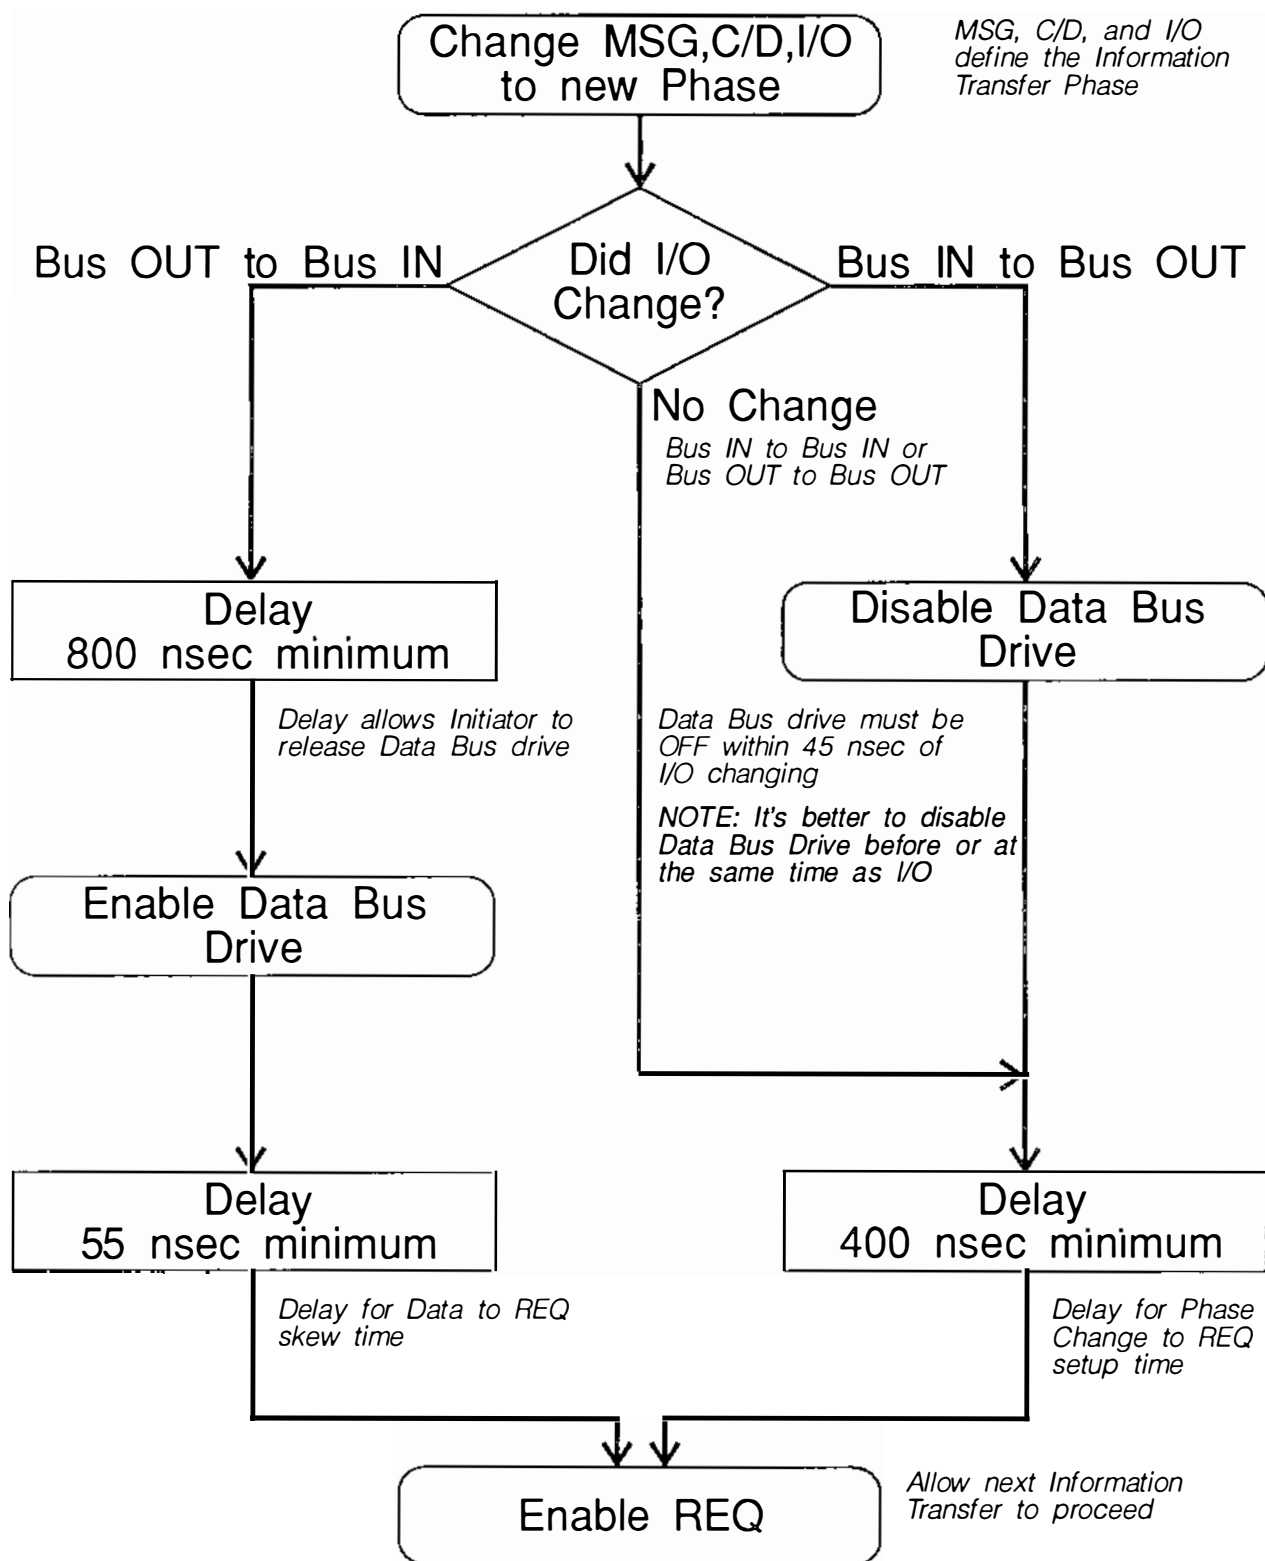 Change MSG,C/D,I/O
to new Phase
MSG, C/D, and I/O
define the Information
Transfer Phase
Bus OUT to Bus IN
Did I/O
Change?
Bus IN to Bus OUT
No Change
Bus IN to Bus IN or
Bus OUT to Bus OUT
Delay
800 nsec minimum
Disable Data Bus
Drive
Delay allows Initiator to
release Data Bus drive
Data Bus drive must be
OFF within 45 nsec of
I/O changing
NOTE: It's better to disable
Data Bus Drive before or at
the same time as I/O
Enable Data Bus
Drive
Delay
55 nsec minimum
Delay
400 nsec minimum
Delay for Data to REQ
skew time
Delay for Phase
Change to REQ
setup time
Enable REQ
Allow next Information
Transfer to proceed